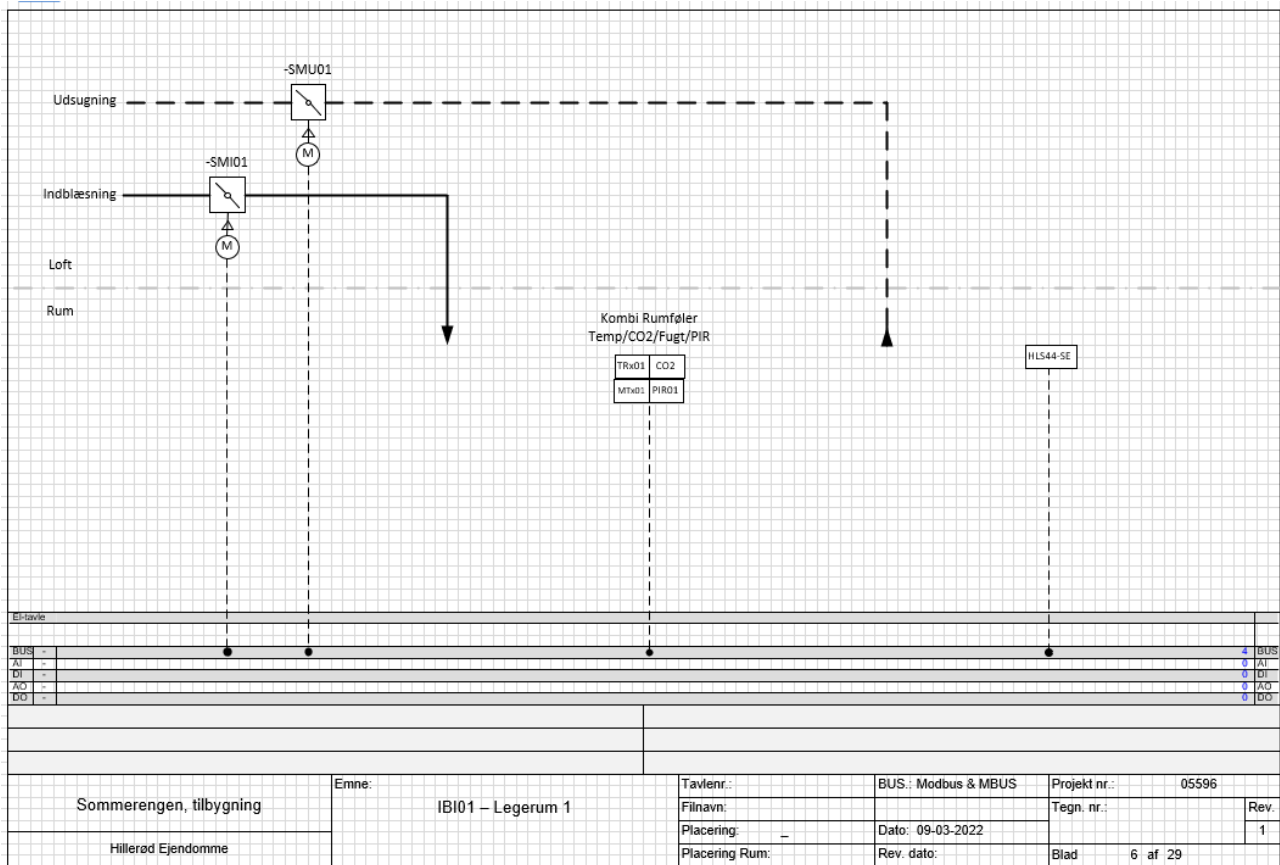 -SMU01
Udsugning
M
-SMI01
Indblæsning
M
Loft
Rum
Kombi Rumføler
Temp/CO2/Fugt/PIR
TRx01 CO2
MTx01 PIR01
HLS44-SE
El-tavle
BUS - 4 BUS
AI - 0 AI
DI - 0 DI
AO - 0 AO
DO - 0 DO
Sommerengen, tilbygning
Hillerød Ejendomme
Emne:
IBI01 – Legerum 1
Tavlenr.: BUS.: Modbus & MBUS Projekt nr.: 05596
Filnavn: Tegn. nr.: Rev.
Placering: _ Dato: 09-03-2022 1
Placering Rum: Rev. dato: Blad 6 af 29